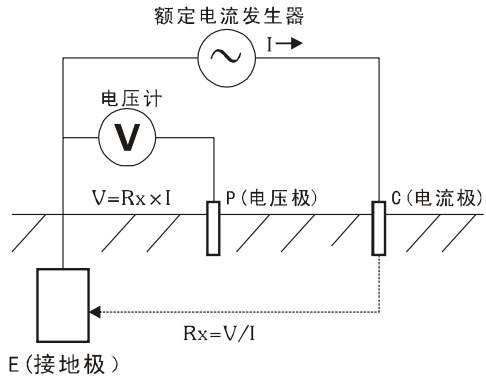 额定电流发生器
I
电压计
V
V=Rx×I
P(电压极)
C(电流极)
Rx=V/I
E(接地极)